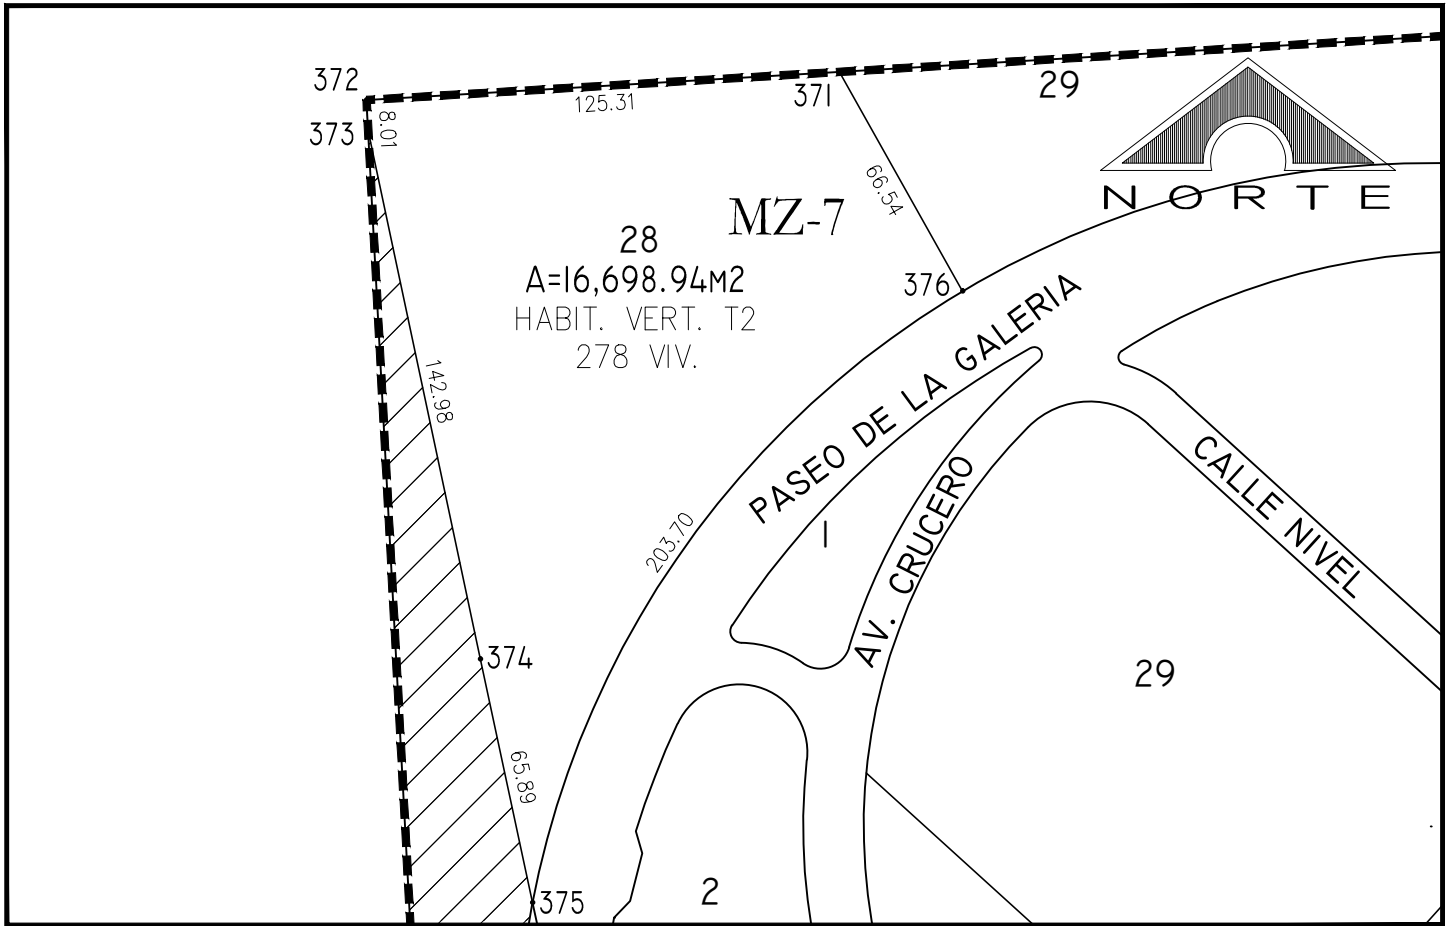 372
373
8.01
125.31
371
29
NORTE
66.54
MZ-7
28
A=16,698.94M2
HABIT. VERT. T2
278 VIV.
376
142.98
PASEO DE LA GALERIA
CALLE NIVEL
AV. CRUCERO
203.70
1
374
29
65.89
375
2